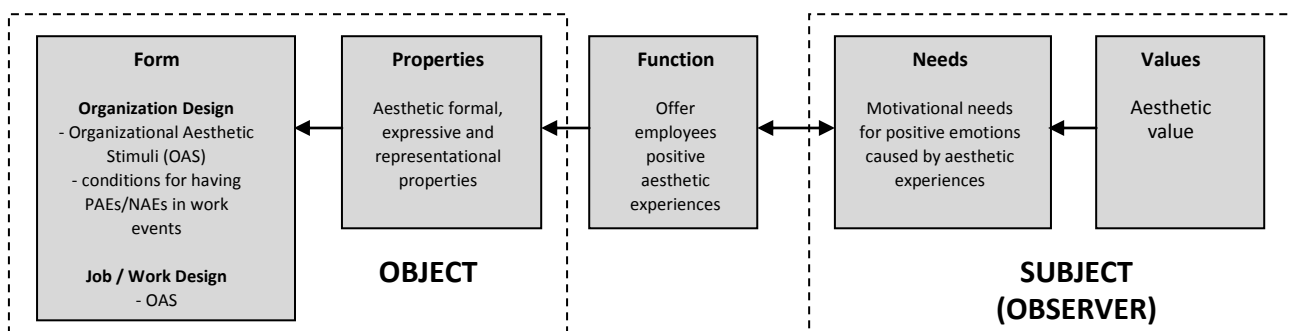 Form
Organization Design
- Organizational Aesthetic
Stimuli (OAS)
- conditions for having
PAEs/NAEs in work
events
Job / Work Design
- OAS
Properties
Aesthetic formal,
expressive and
representational
properties
OBJECT
Function
Offer
employees
positive
aesthetic
experiences
Needs
Motivational needs
for positive emotions
caused by aesthetic
experiences
Values
Aesthetic
value
SUBJECT
(OBSERVER)